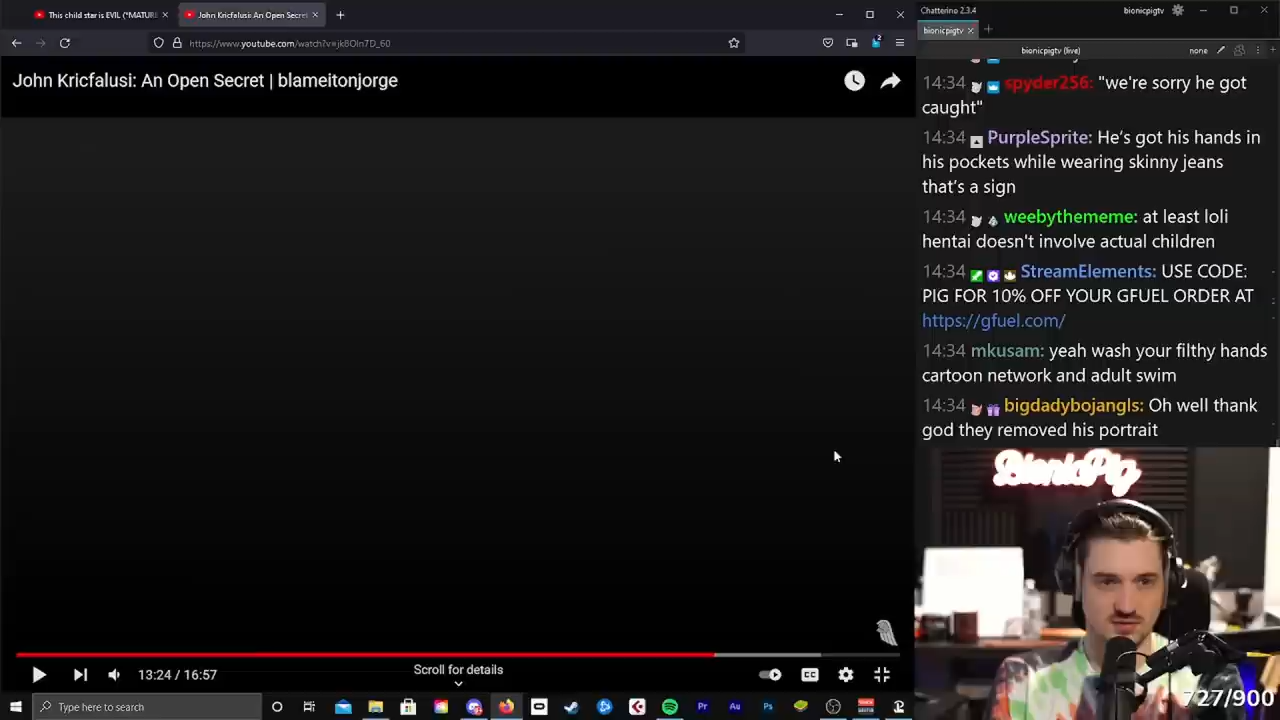 This child star is EVIL (*MATURE
John Kricfalusi: An Open Secret
https://www.youtube.com/watch?v=jk8OIn7D_60
2
John Kricfalusi: An Open Secret | blameitonjorge
13:24 / 16:57
Scroll for details
CC
Type here to search
Pr
Au
Ps
Chatterino 2.3.4
bionicpigtv
bionicpigtv
bionicpigtv (live)
none
14:34 spyder256: "we're sorry he got
caught"
14:34 PurpleSprite: He's got his hands in
his pockets while wearing skinny jeans
that's a sign
14:34 weebythememe: at least loli
hentai doesn't involve actual children
14:34 StreamElements: USE CODE:
PIG FOR 10% OFF YOUR GFUEL ORDER AT
https://gfuel.com/
14:34 mkusam: yeah wash your filthy hands
cartoon network and adult swim
14:34 bigdadybojangls: Oh well thank
god they removed his portrait
BionicPig
727/900